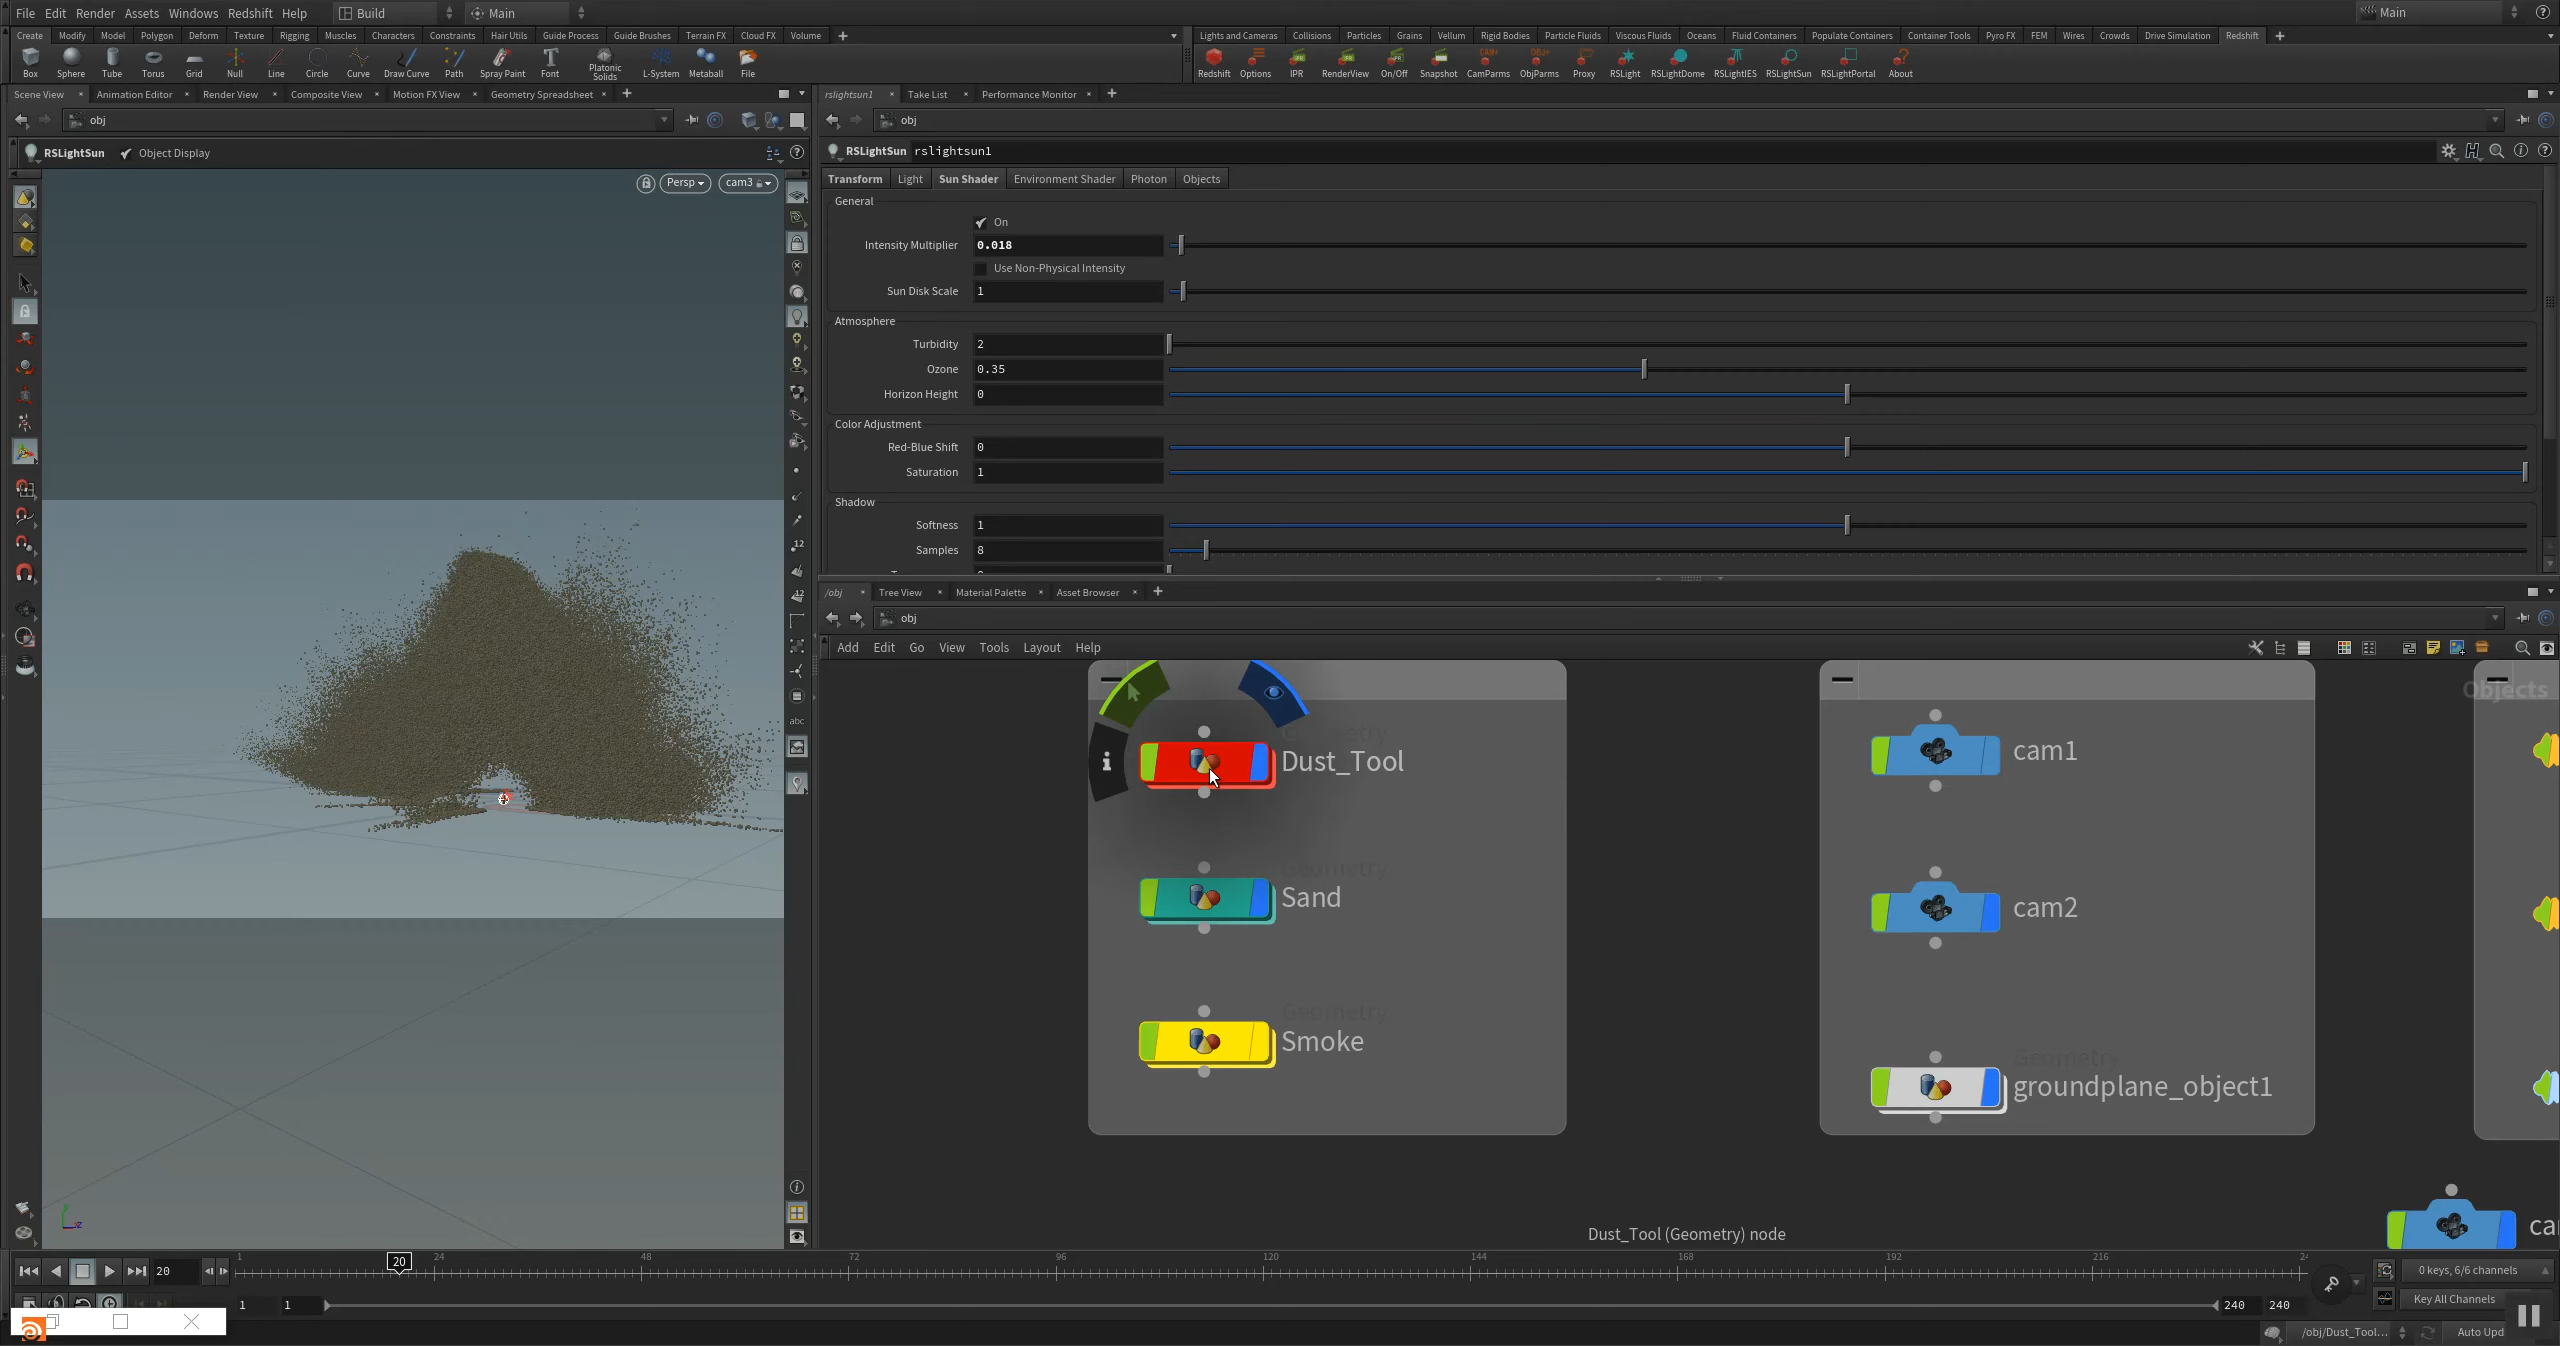 File Edit Render Assets Windows Redshift Help Build Main Main
Create Modify Model Polygon Deform Texture Rigging Muscles Characters Constraints Hair Utils Guide Process Guide Brushes Terrain FX Cloud FX Volume
Lights and Cameras Collisions Particles Grains Vellum Rigid Bodies Particle Fluids Viscous Fluids Oceans Fluid Containers Populate Containers Container Tools Pyro FX FEM Wires Crowds Drive Simulation Redshift
Box Sphere Tube Torus Grid Null Line Circle Curve Draw Curve Path Spray Paint Font Platonic Solids L-System Metaball File
Redshift Options IPR RenderView On/Off Snapshot CamParms ObjParms Proxy RSLight RSLightDome RSLightIES RSLightSun RSLightPortal About
Scene View Animation Editor Render View Composite View Motion FX View Geometry Spreadsheet
rslightsun1 Take List Performance Monitor
obj
obj
RSLightSun Object Display
RSLightSun rslightsun1
Persp cam3
Transform Light Sun Shader Environment Shader Photon Objects
General
On
Intensity Multiplier 0.018
Use Non-Physical Intensity
Sun Disk Scale 1
Atmosphere
Turbidity 2
Ozone 0.35
Horizon Height 0
Color Adjustment
Red-Blue Shift 0
Saturation 1
Shadow
Softness 1
Samples 8
/obj Tree View Material Palette Asset Browser
obj
Add Edit Go View Tools Layout Help
Objects
Geometry
Dust_Tool
cam1
Geometry
Sand
cam2
Geometry
Smoke
Geometry
groundplane_object1
Dust_Tool (Geometry) node
1 24 48 72 96 120 144 168 192 216
20 20
0 keys, 6/6 channels
1 1 240 240
Key All Channels
/obj/Dust_Tool... Auto Upd